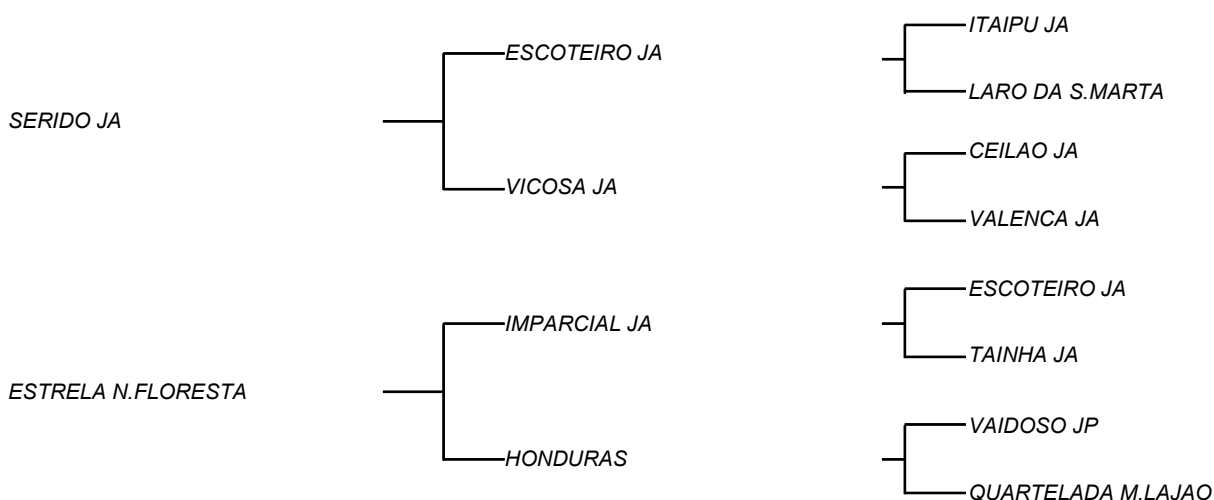 ITAIPU JA
ESCOTEIRO JA
LARO DA S.MARTA
SERIDO JA
CEILAO JA
VICOSA JA
VALENCA JA
ESCOTEIRO JA
IMPARCIAL JA
TAINHA JA
ESTRELA N.FLORESTA
VAIDOSO JP
HONDURAS
QUARTELADA M.LAJAO